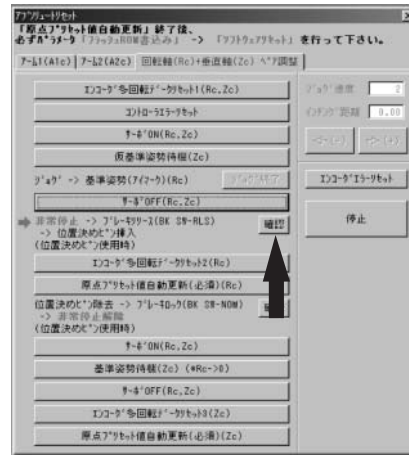 アブソリュートリセット
「原点プリセット値自動更新」終了後、
必ずパラメータ「フラッシュROM書込み」 -> 「ソフトウェアリセット」 を行って下さい。
アーム1(A1c) アーム2(A2c) 回転軸(Rc)+垂直軸(Zc) ペア調整
エンコーダ多回転データリセット1(Rc,Zc)
コントローラエラーリセット
サーボON(Rc,Zc)
仮基準姿勢待機(Zc)
ジョグ -> 基準姿勢(アイマーク)(Rc) ジョグ終了
サーボOFF(Rc,Zc)
非常停止 -> ブレーキリリース(BK SW-RLS)
-> 位置決めピン挿入
(位置決めピン使用時)
確認
エンコーダ多回転データリセット2(Rc)
原点プリセット値自動更新(必須)(Rc)
位置決めピン除去 -> ブレーキロック(BK SW-NOM)
-> 非常停止解除
(位置決めピン使用時)
サーボON(Rc,Zc)
基準姿勢待機(Zc) (*Rc->0)
サーボOFF(Rc,Zc)
エンコーダ多回転データリセット3(Zc)
原点プリセット値自動更新(必須)(Zc)
ジョグ速度 2
インチング距離 0.00
エンコーダエラーリセット
停止